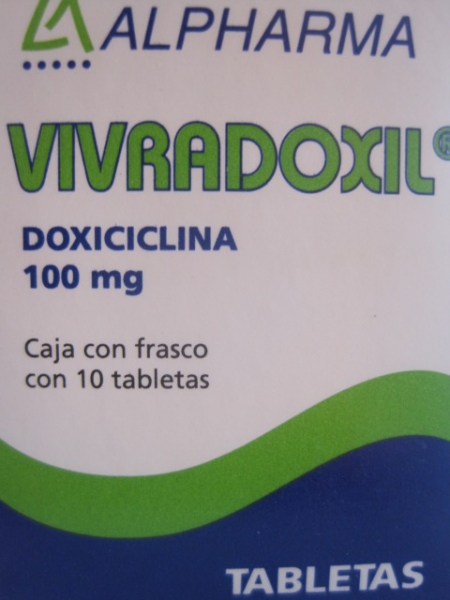 ALPHARMA
VIVRADOXIL®
DOXICICLINA
100 mg
Caja con frasco
con 10 tabletas
TABLETAS